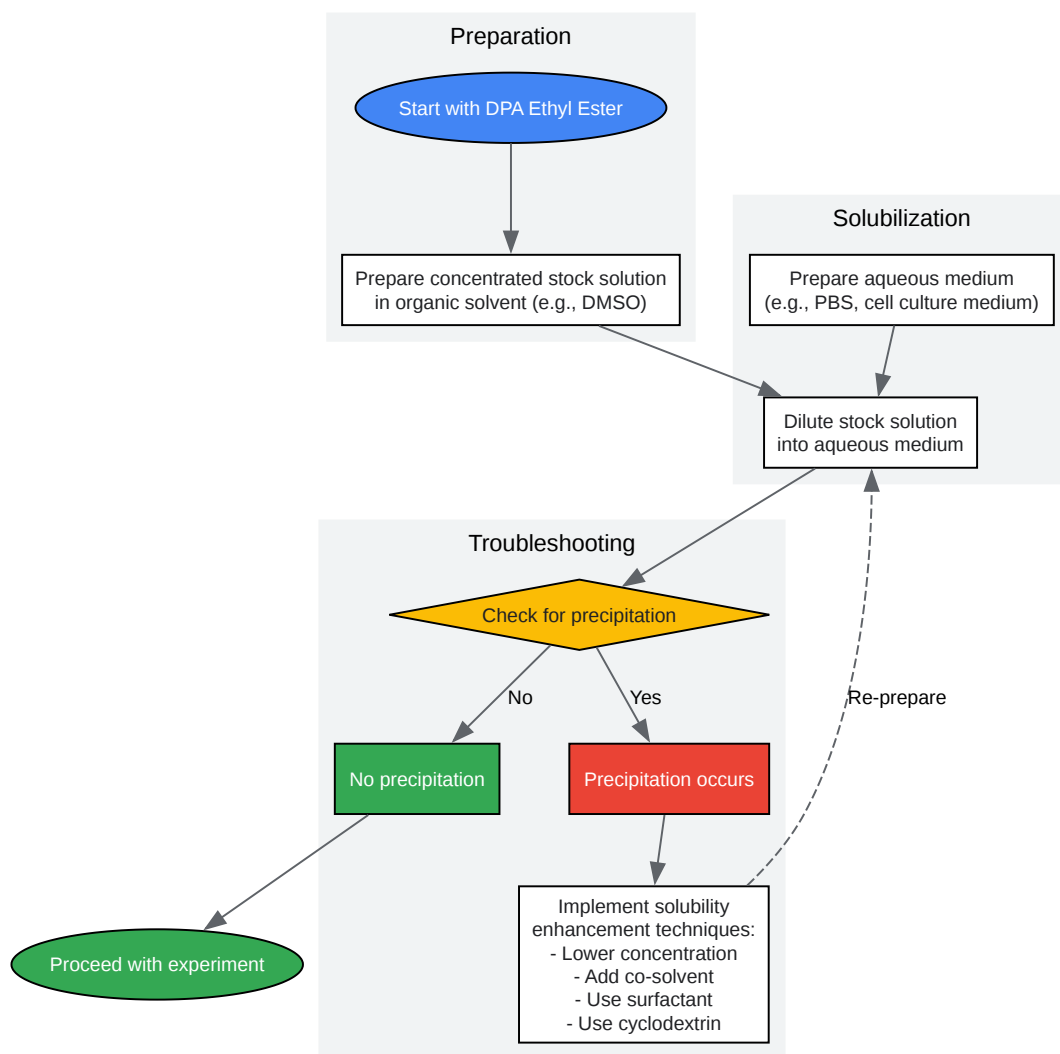 Preparation
Start with DPA Ethyl Ester
Prepare concentrated stock solution
in organic solvent (e.g., DMSO)
Solubilization
Prepare aqueous medium
(e.g., PBS, cell culture medium)
Dilute stock solution
into aqueous medium
Troubleshooting
Check for precipitation
No
Yes
Re-prepare
No precipitation
Precipitation occurs
Implement solubility
enhancement techniques:
- Lower concentration
- Add co-solvent
- Use surfactant
- Use cyclodextrin
Proceed with experiment